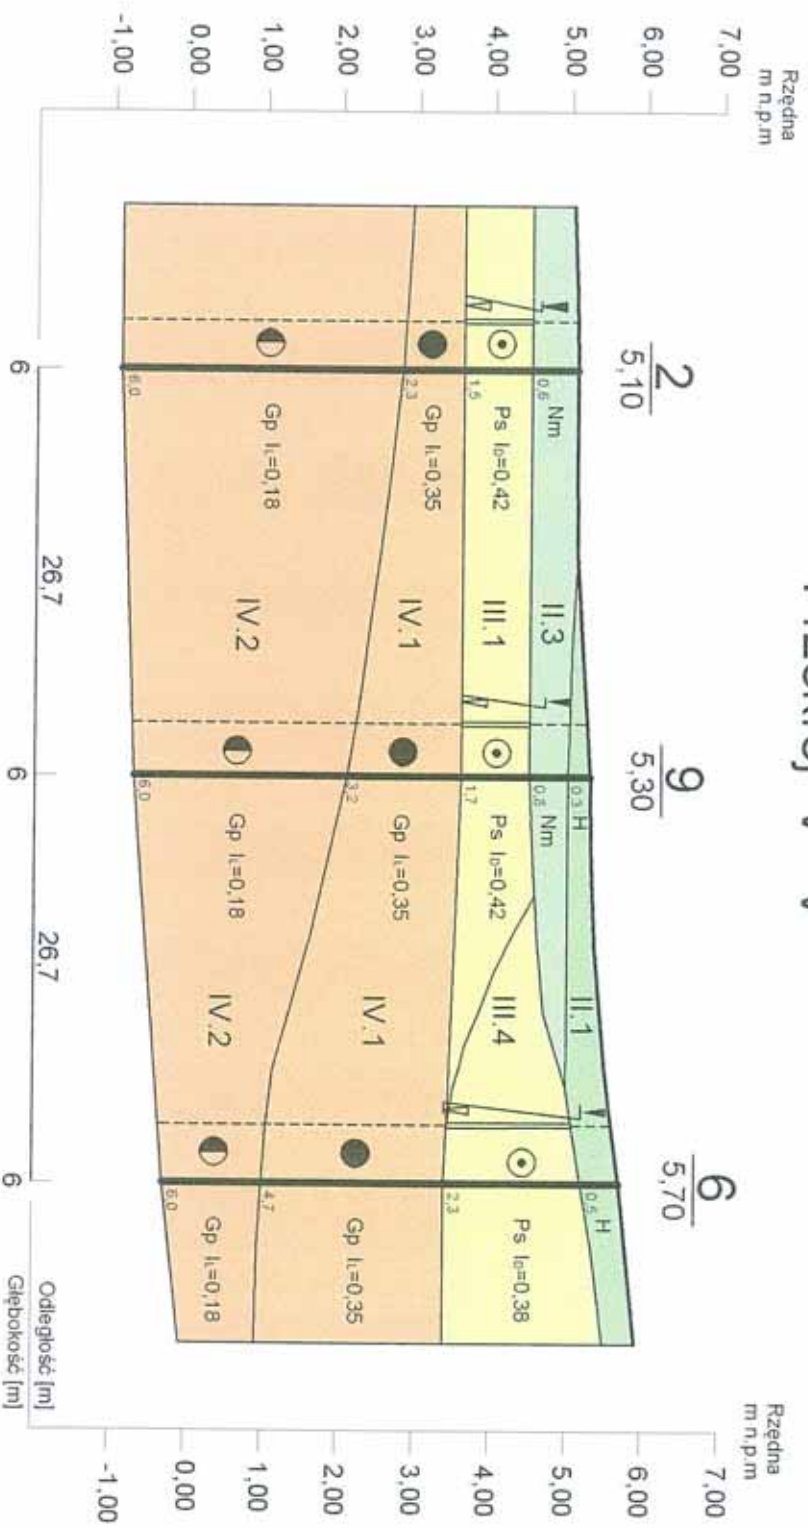 Rzędna
m n.p.m
7,00
6,00
5,00
4,00
3,00
2,00
1,00
0,00
-1,00
2
5,10
9
5,30
6
5,70
Rzędna
m n.p.m
7,00
6,00
5,00
4,00
3,00
2,00
1,00
0,00
-1,00
0,6 Nm
1,5
Ps ID=0,42
2,3
Gp IL=0,35
6,0
Gp IL=0,18
II.3
III.1
IV.1
IV.2
0,3 H
0,8 Nm
1,7
Ps ID=0,42
3,2
Gp IL=0,35
6,0
Gp IL=0,18
II.1
III.4
IV.1
IV.2
0,5 H
2,3
Ps ID=0,38
4,7
Gp IL=0,35
6,0
Gp IL=0,18
26,7
26,7
Odległość [m]
6
6
6
Głębokość [m]